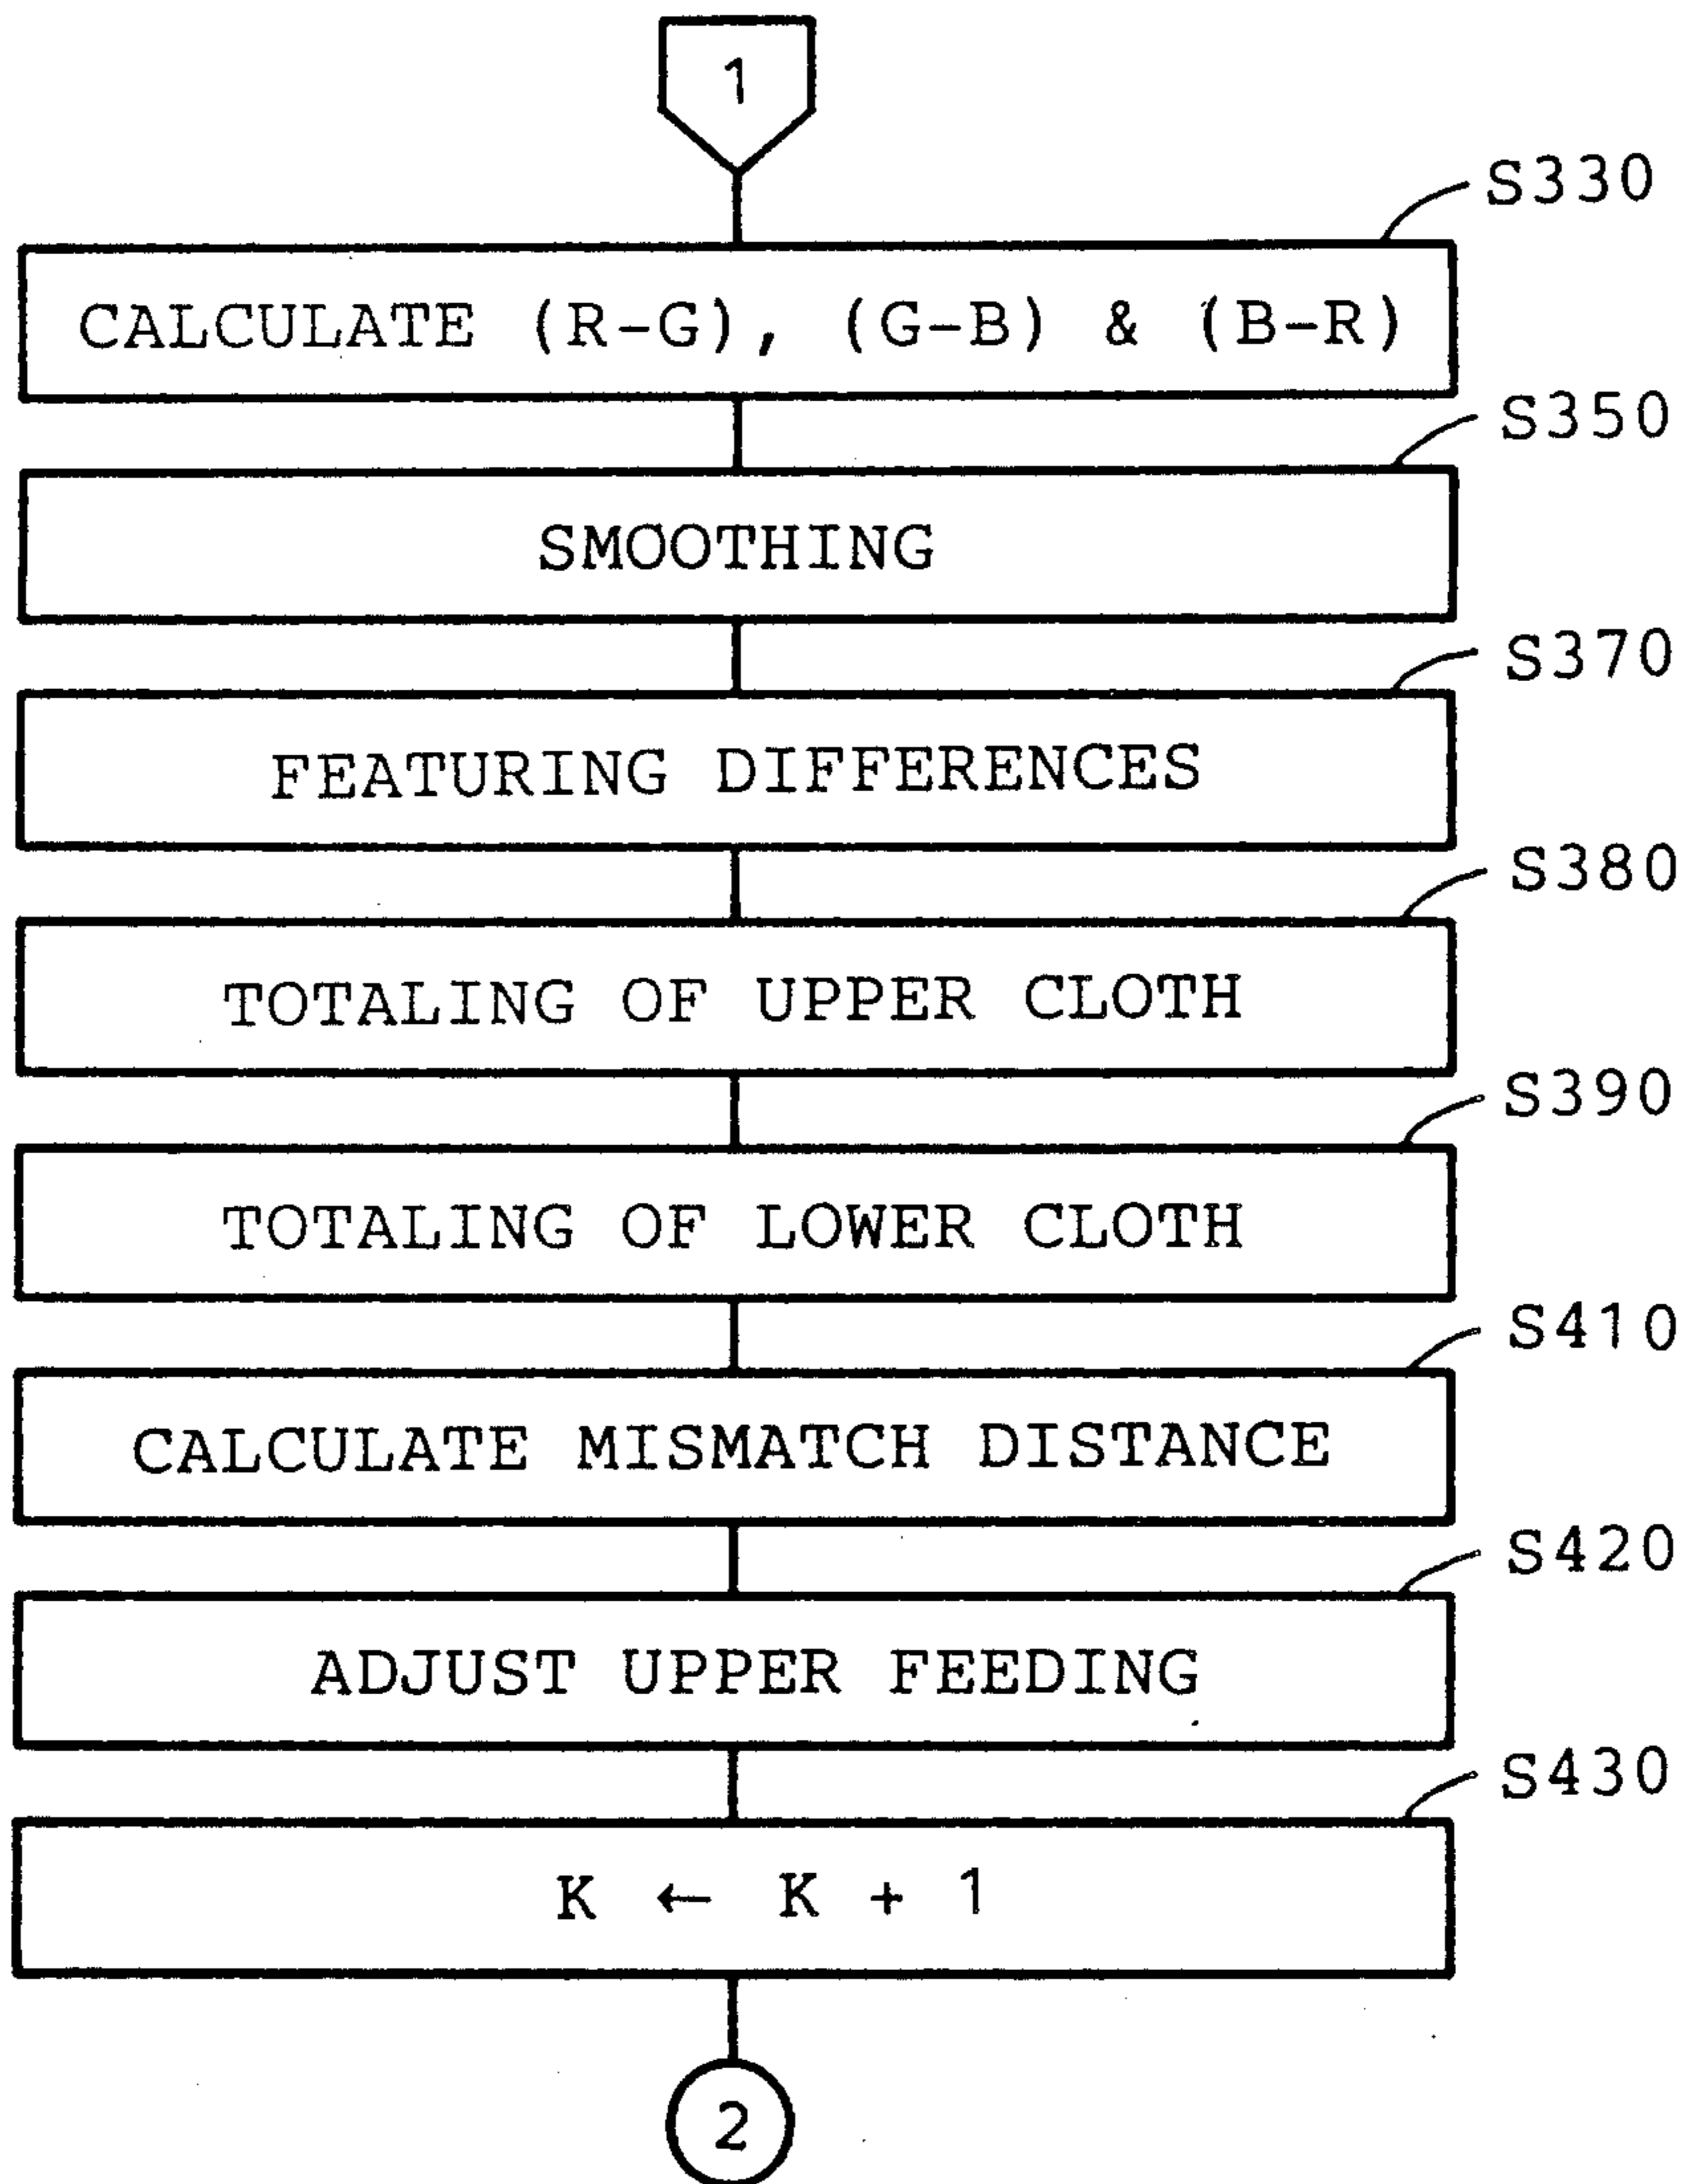 1
S330
CALCULATE (R-G), (G-B) & (B-R)
S350
SMOOTHING
S370
FEATURING DIFFERENCES
S380
TOTALING OF UPPER CLOTH
S390
TOTALING OF LOWER CLOTH
S410
CALCULATE MISMATCH DISTANCE
S420
ADJUST UPPER FEEDING
S430
K ← K + 1
2